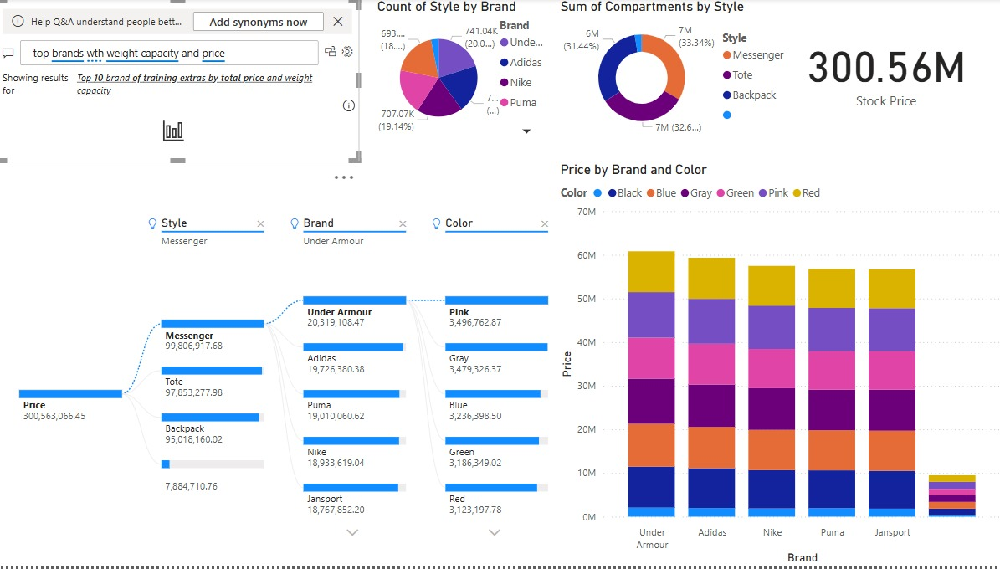 Help Q&A understand people bett...
Add synonyms now
top brands wth weight capacity and price
Showing results for
Top 10 brand of training extras by total price and weight capacity
Count of Style by Brand
693....
(18....)
741.04K
(20.0...)
7...
(...)
707.07K
(19.14%)
Brand
Unde...
Adidas
Nike
Puma
Sum of Compartments by Style
6M
(31.44%)
7M
(33.34%)
7M (32.6...)
Style
Messenger
Tote
Backpack
300.56M
Stock Price
Style
Messenger
Brand
Under Armour
Color
Price
300,563,066.45
Messenger
99,806,917.68
Tote
97,853,277.98
Backpack
95,018,160.02
7,884,710.76
Under Armour
20,319,108.47
Adidas
19,726,380.38
Puma
19,010,060.62
Nike
18,933,619.04
Jansport
18,767,852.20
Pink
3,496,762.87
Gray
3,479,326.37
Blue
3,236,398.50
Green
3,186,349.02
Red
3,123,197.78
Price by Brand and Color
Color Black Blue Gray Green Pink Red
70M
60M
50M
40M
30M
20M
10M
0M
Price
Under Armour
Adidas
Nike
Puma
Jansport
Brand